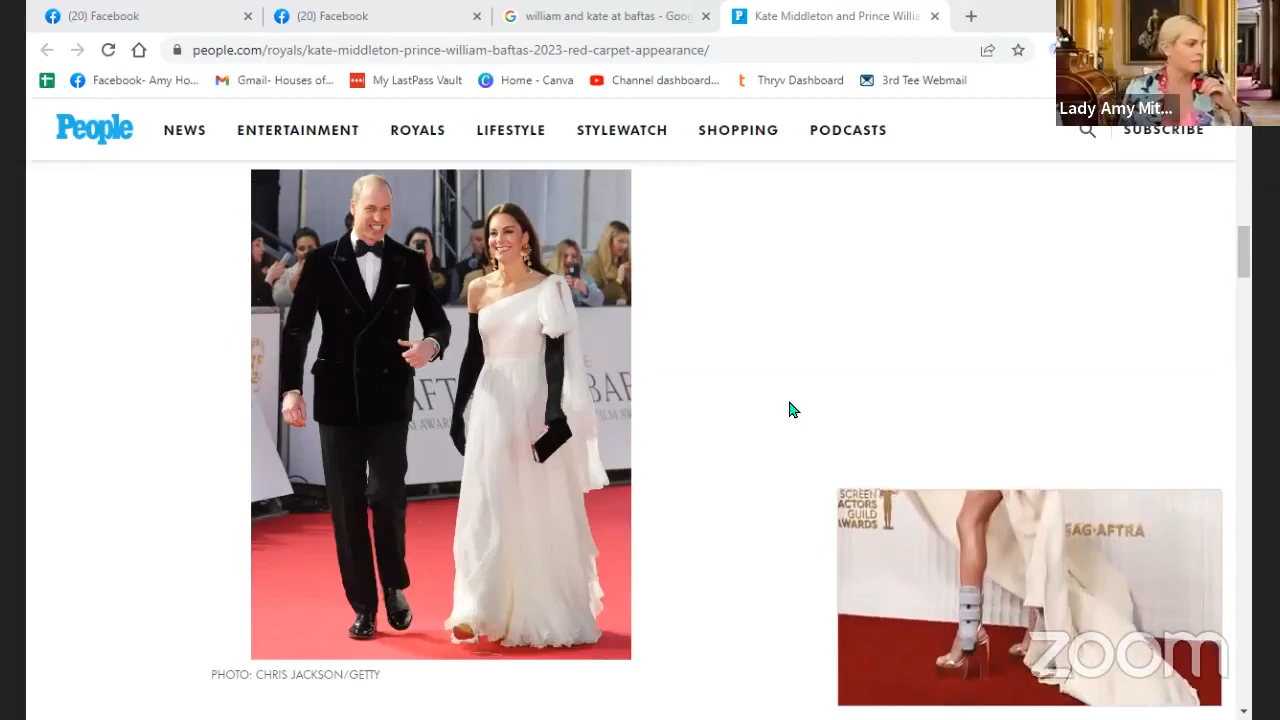 (20) Facebook
(20) Facebook
william and kate at baftas - Goog
Kate Middleton and Prince Willia
people.com/royals/kate-middleton-prince-william-baftas-2023-red-carpet-appearance/
Facebook- Amy Ho... Gmail- Houses of... My LastPass Vault Home - Canva Channel dashboard... Thryv Dashboard 3rd Tee Webmail
Lady Amy Mit...
People NEWS ENTERTAINMENT ROYALS LIFESTYLE STYLEWATCH SHOPPING PODCASTS SUBSCRIBE
PHOTO: CHRIS JACKSON/GETTY
SCREEN
ACTORS
GUILD
AWARDS
SAG-AFTRA
zoom